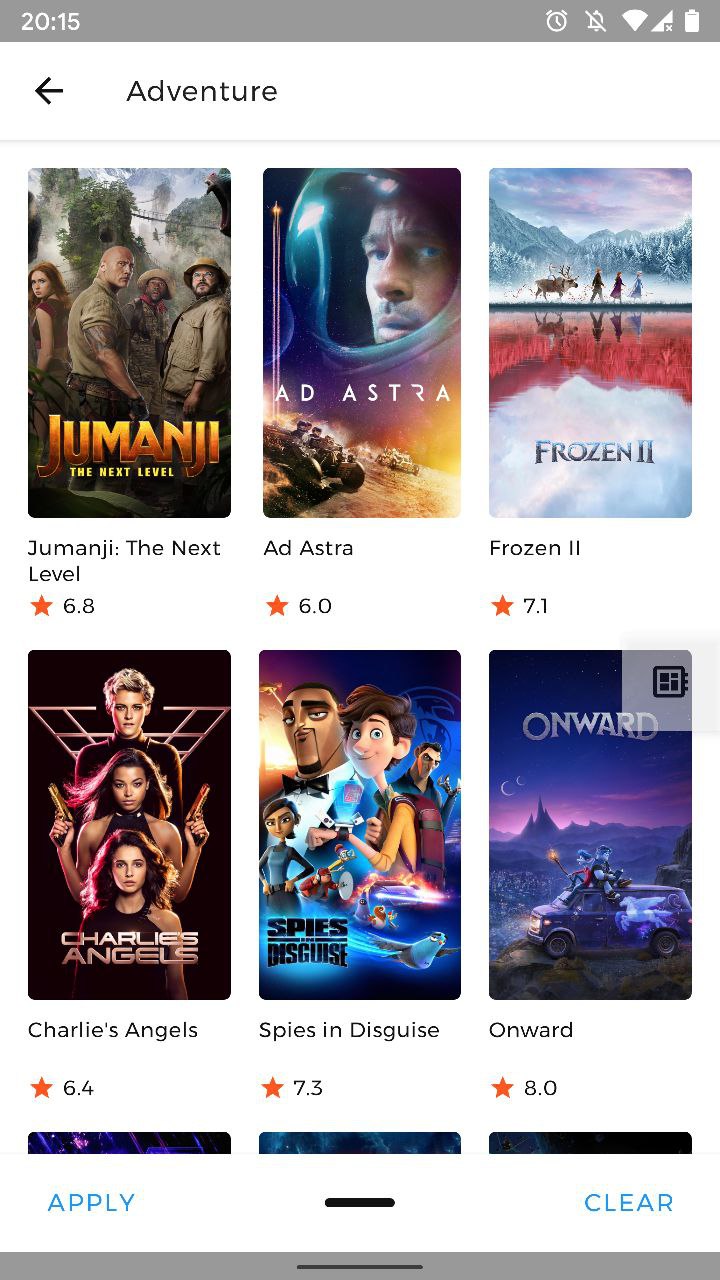 20:15
Adventure
JUMANJI
THE NEXT LEVEL
AD ASTRA
FROZEN II
Jumanji: The Next
Level
Ad Astra
Frozen II
6.8
6.0
7.1
CHARLIE'S
ANGELS
SPIES
IN
DISGUISE
ONWARD
Charlie's Angels
Spies in Disguise
Onward
6.4
7.3
8.0
APPLY
CLEAR